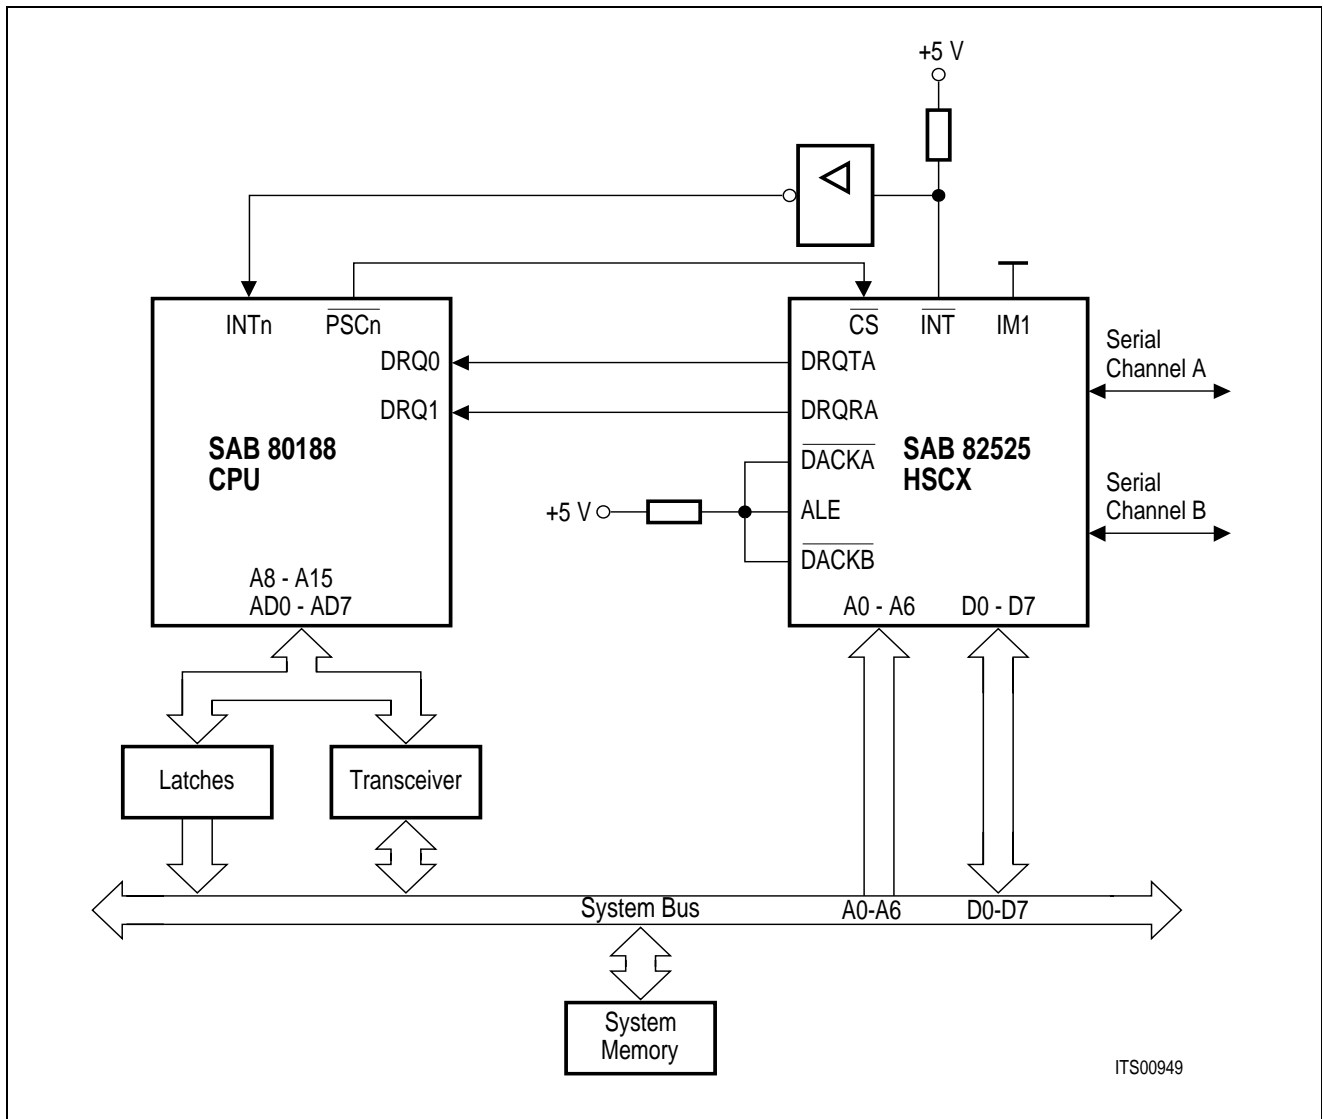 +5 V
INTn
PSCn
CS
INT
IM1
DRQ0
DRQTA
Serial
Channel A
DRQ1
DRQRA
SAB 80188
CPU
DACKA
SAB 82525
HSCX
+5 V
ALE
Serial
Channel B
DACKB
A8 - A15
AD0 - AD7
A0 - A6
D0 - D7
Latches
Transceiver
System Bus
A0-A6
D0-D7
System
Memory
ITS00949